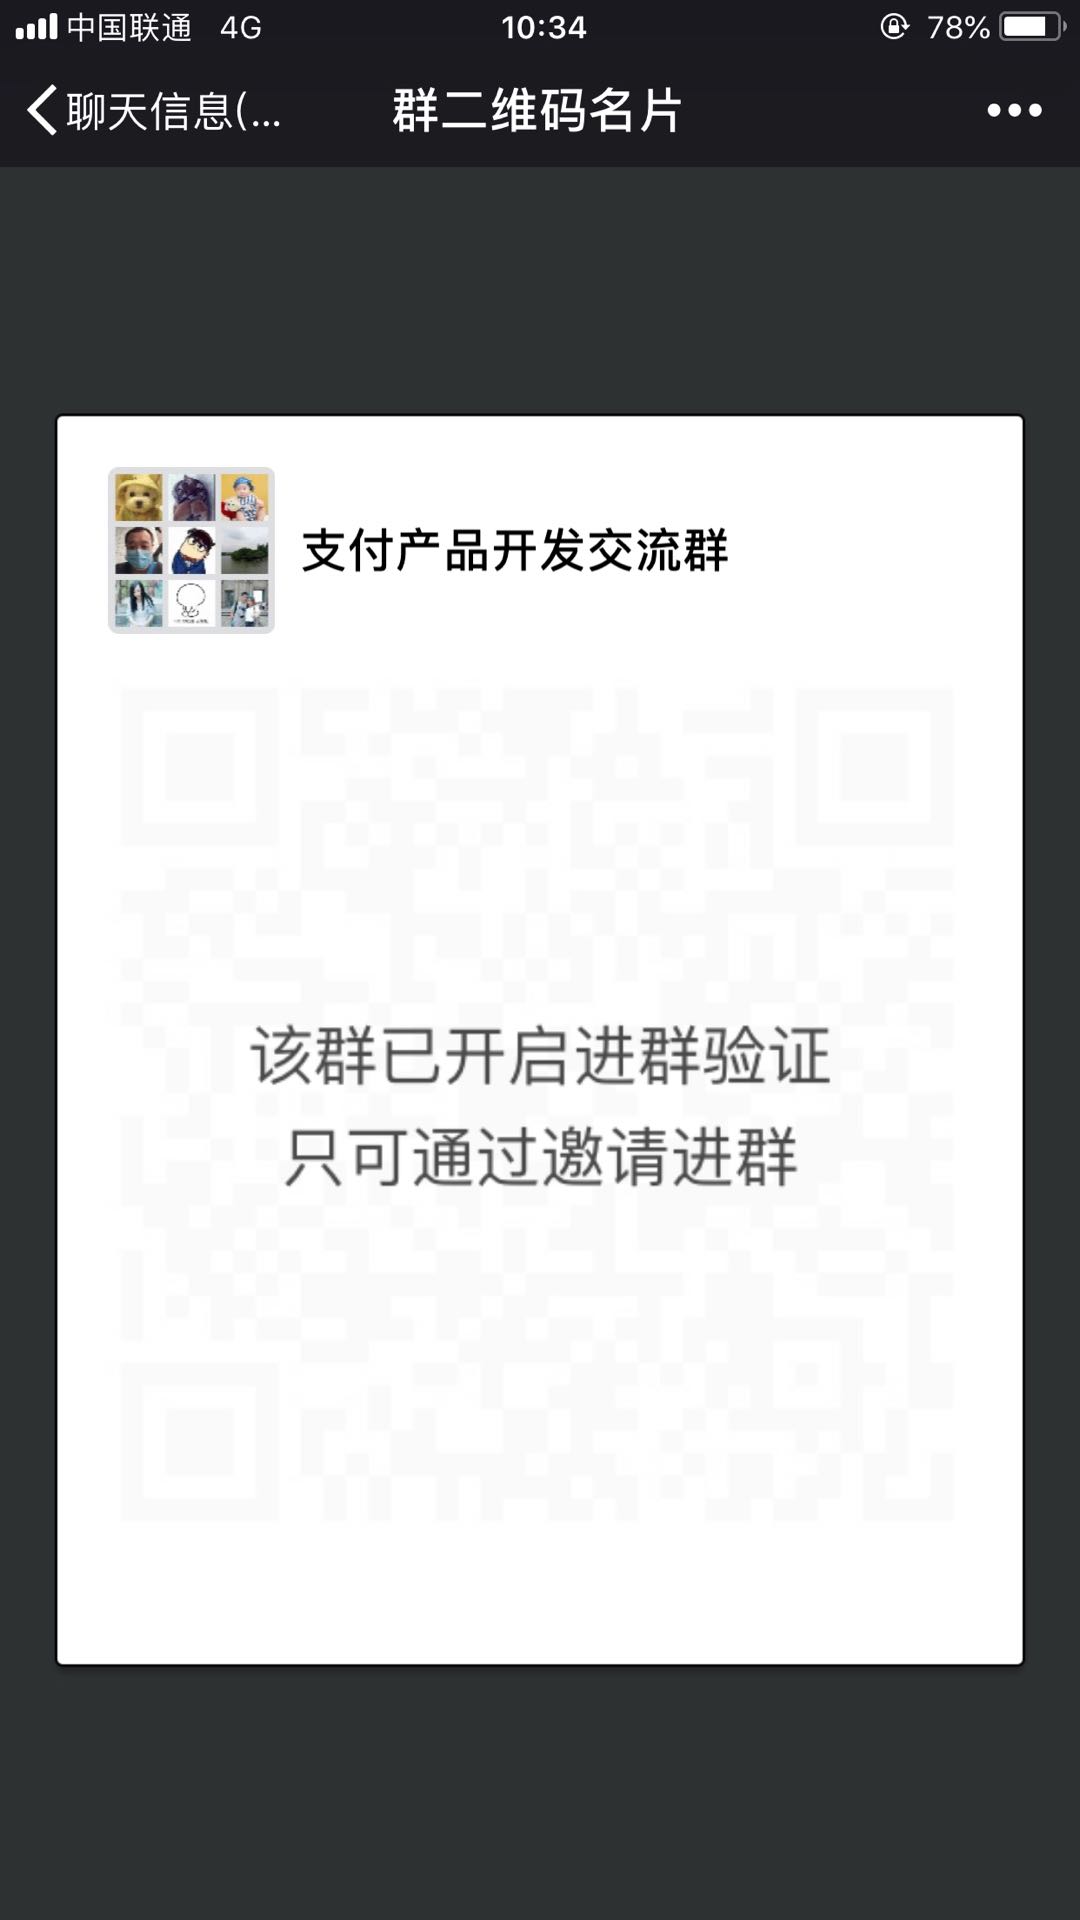 中国联通 4G 10:34 78%
聊天信息(... 群二维码名片
支付产品开发交流群
该群已开启进群验证
只可通过邀请进群